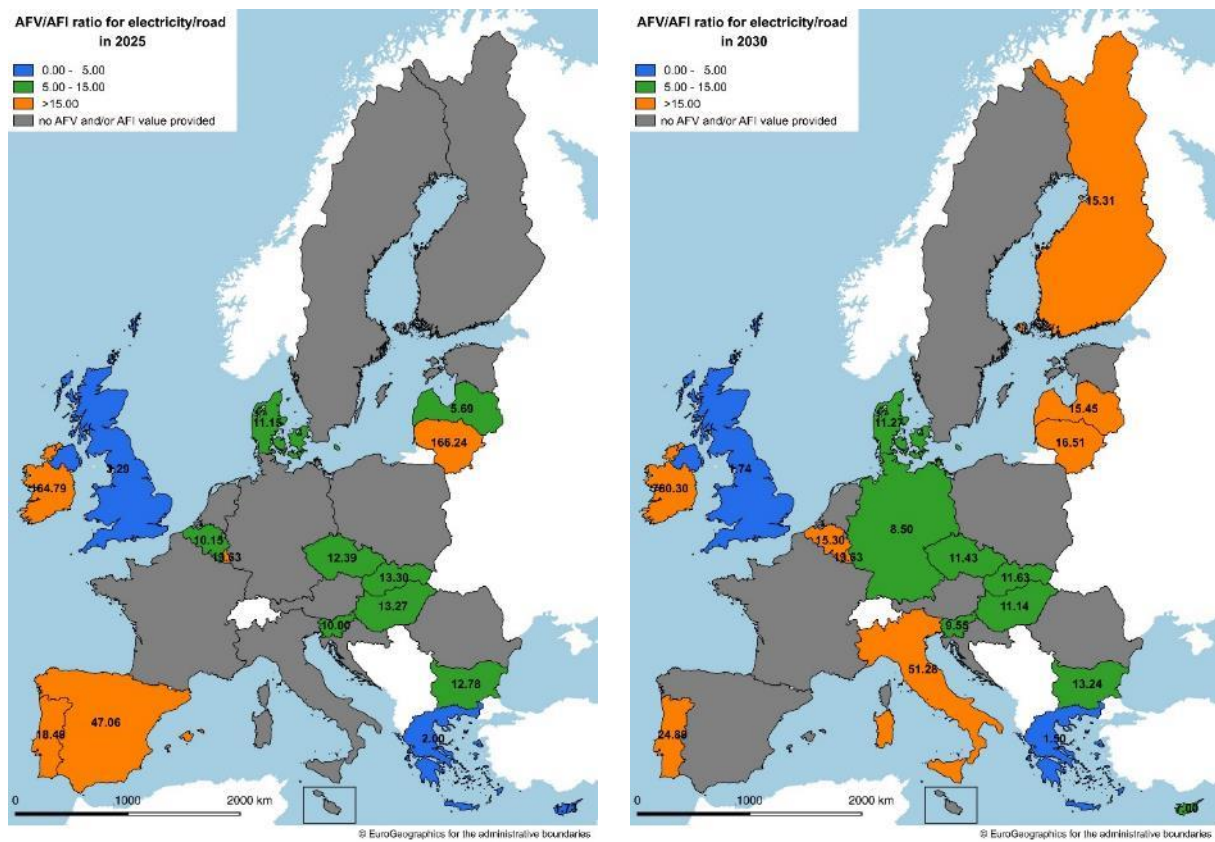 AFV/AFI ratio for electricity/road
in 2025
0.00 - 5.00
5.00 - 15.00
>15.00
no AFV and/or AFI value provided
5.69
11.15
166.24
3.29
164.79
10.15
12.39
13.30
13.27
10.00
12.78
47.06
18.48
2.00
0 1000 2000 km
© EuroGeographics for the administrative boundaries
AFV/AFI ratio for electricity/road
in 2030
0.00 - 5.00
5.00 - 15.00
>15.00
no AFV and/or AFI value provided
15.31
15.45
11.27
16.51
1.74
780.30
15.30
8.50
11.43
11.63
11.14
9.55
51.28
13.24
24.88
1.50
7.00
0 1000 2000 km
© EuroGeographics for the administrative boundaries